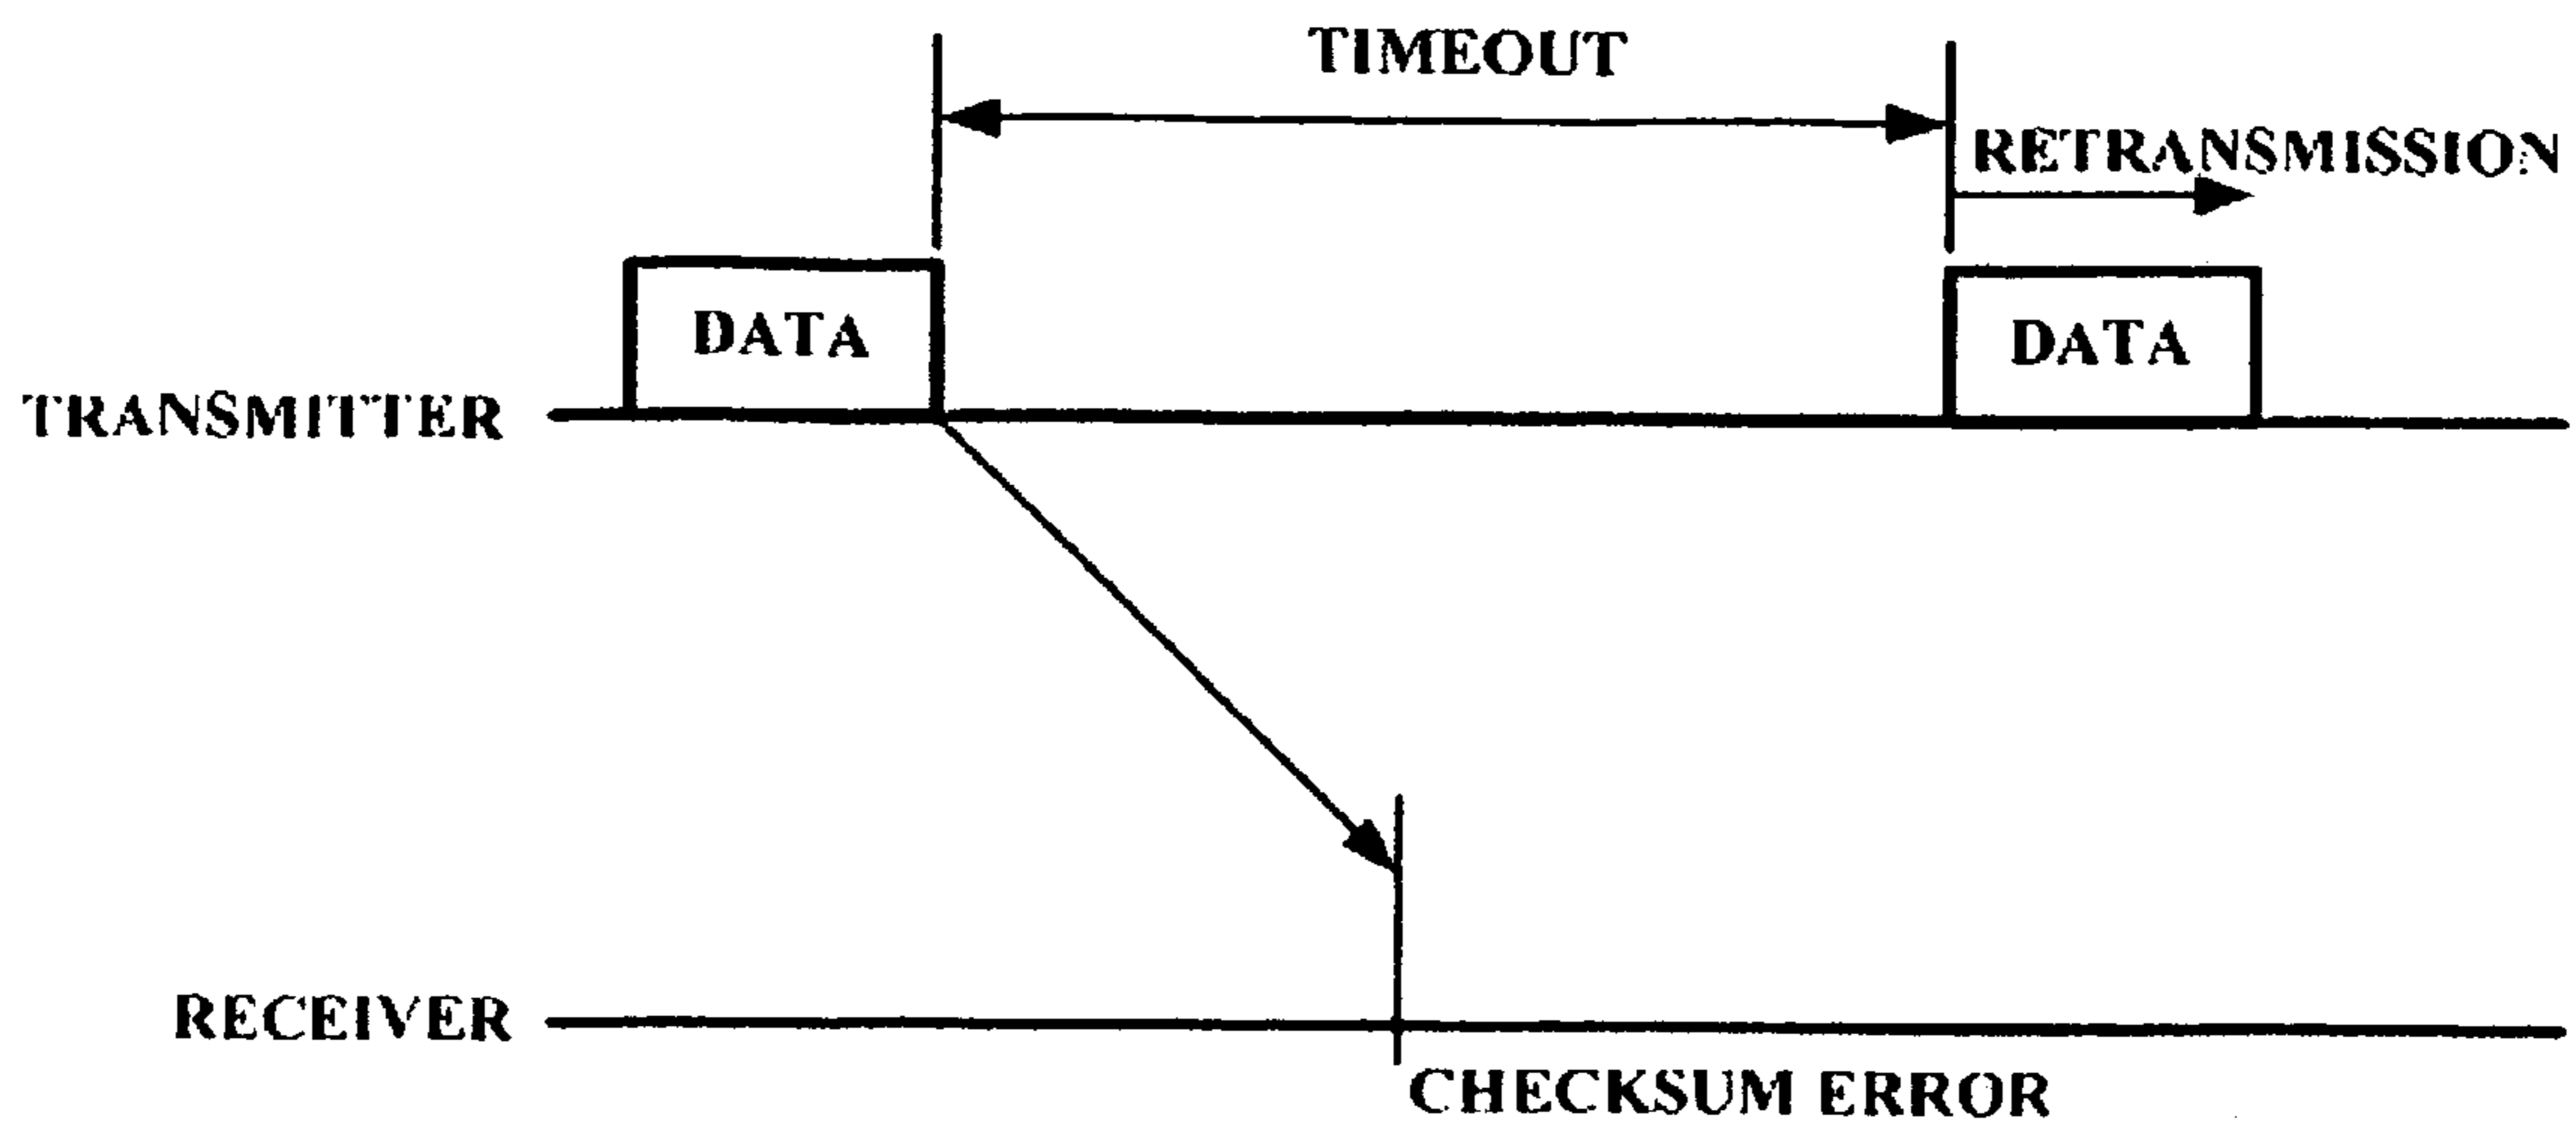 TIMEOUT
RETRANSMISSION
DATA
DATA
TRANSMITTER
RECEIVER
CHECKSUM ERROR